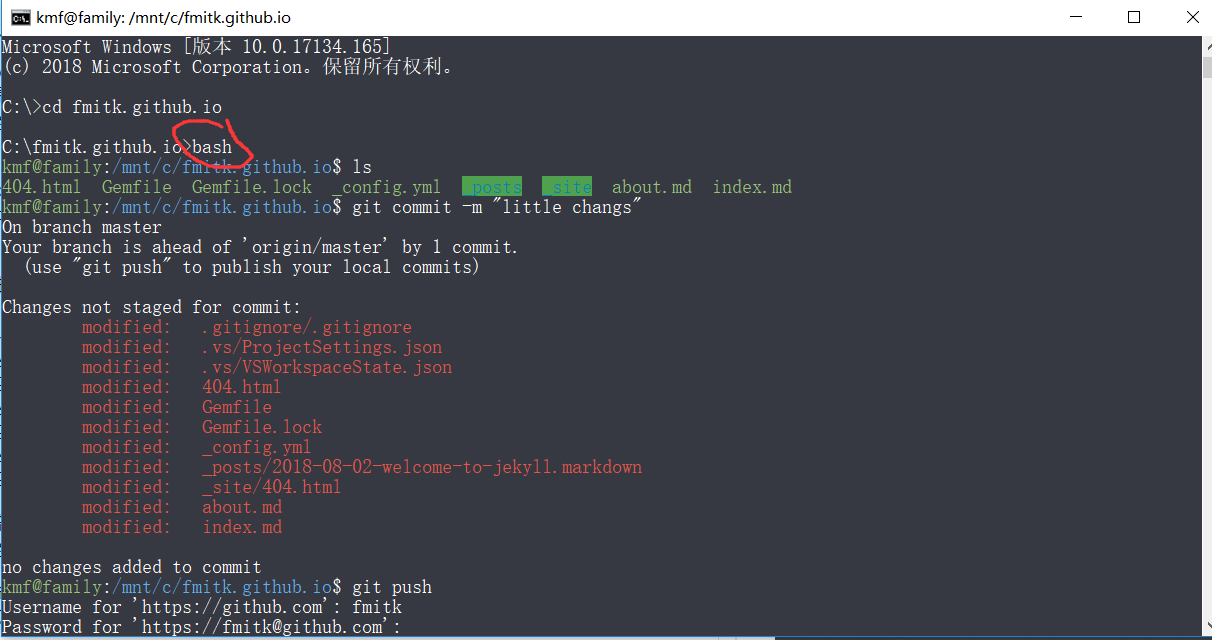 kmf@family: /mnt/c/fmitk.github.io
Microsoft Windows [版本 10.0.17134.165]
(c) 2018 Microsoft Corporation。保留所有权利。
C:\>cd fmitk.github.io
C:\fmitk.github.io>bash
kmf@family:/mnt/c/fmitk.github.io$ ls
404.html  Gemfile  Gemfile.lock  _config.yml  _posts  _site  about.md  index.md
kmf@family:/mnt/c/fmitk.github.io$ git commit -m "little changs"
On branch master
Your branch is ahead of 'origin/master' by 1 commit.
  (use "git push" to publish your local commits)
Changes not staged for commit:
        modified:   .gitignore/.gitignore
        modified:   .vs/ProjectSettings.json
        modified:   .vs/VSWorkspaceState.json
        modified:   404.html
        modified:   Gemfile
        modified:   Gemfile.lock
        modified:   _config.yml
        modified:   _posts/2018-08-02-welcome-to-jekyll.markdown
        modified:   _site/404.html
        modified:   about.md
        modified:   index.md
no changes added to commit
kmf@family:/mnt/c/fmitk.github.io$ git push
Username for 'https://github.com': fmitk
Password for 'https://fmitk@github.com':